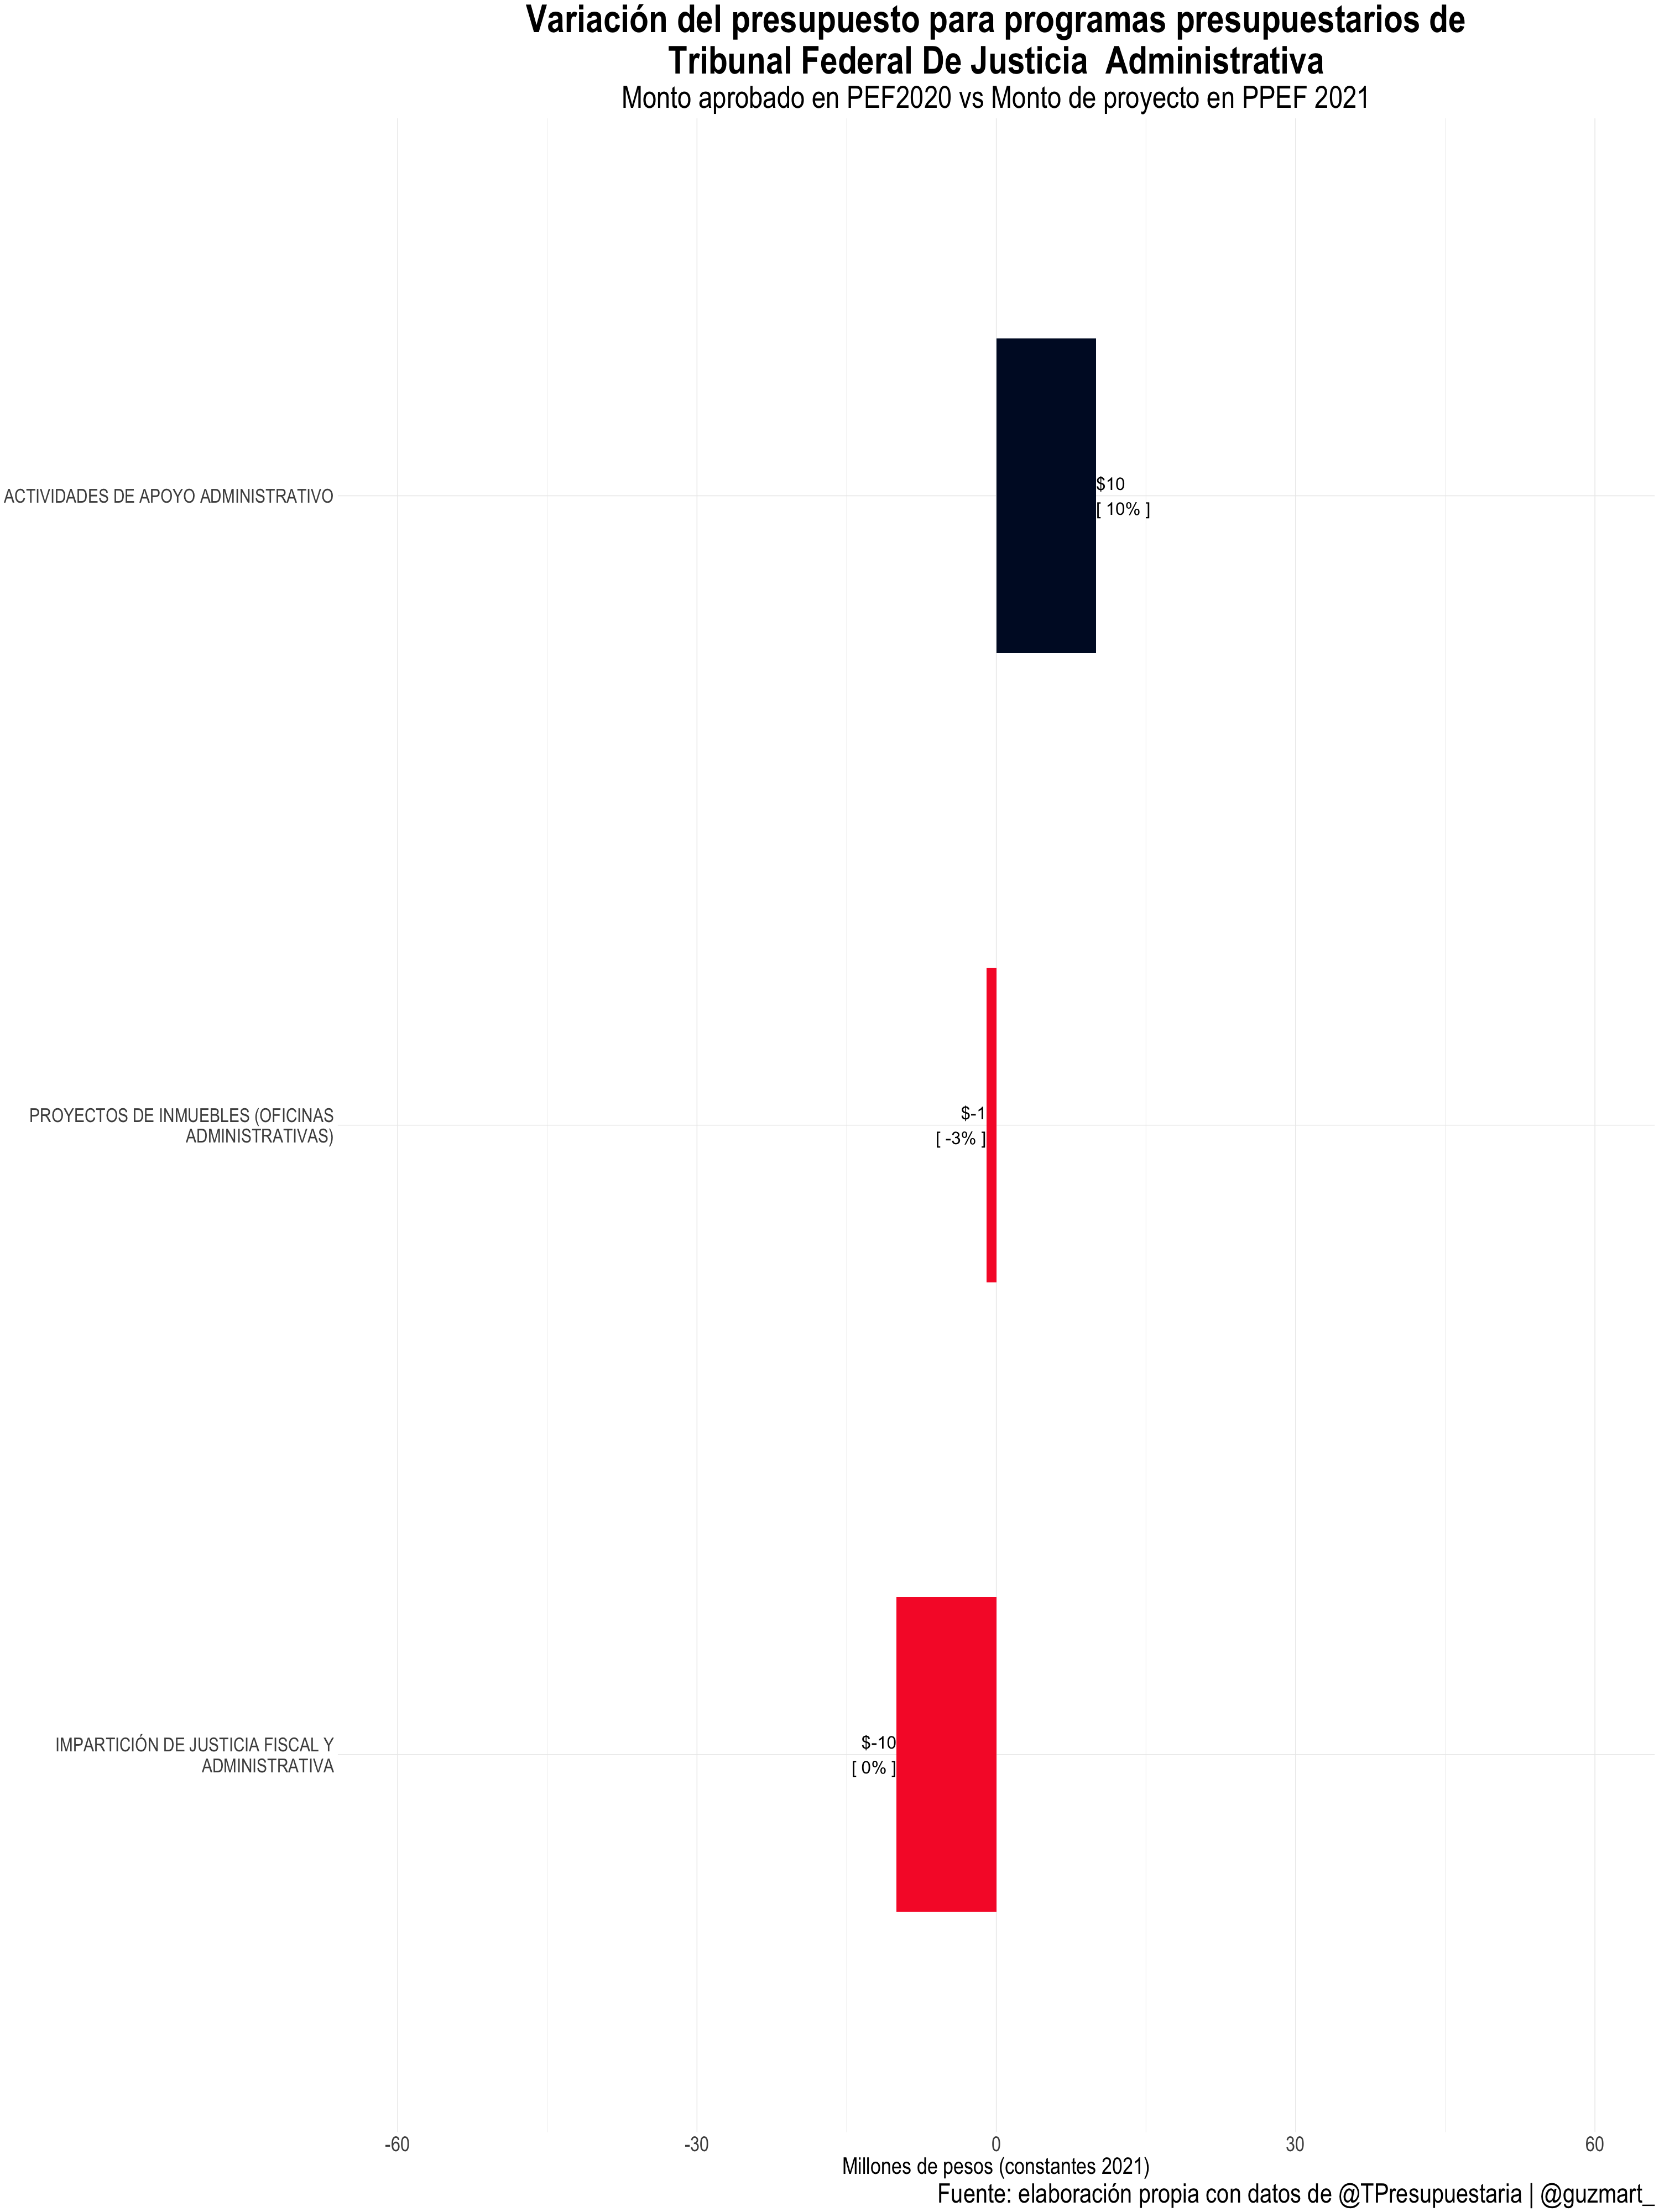 Variación del presupuesto para programas presupuestarios de
Tribunal Federal De Justicia  Administrativa
Monto aprobado en PEF2020 vs Monto de proyecto en PPEF 2021
ACTIVIDADES DE APOYO ADMINISTRATIVO
$10
[ 10% ]
PROYECTOS DE INMUEBLES (OFICINAS
ADMINISTRATIVAS)
$-1
[ -3% ]
IMPARTICIÓN DE JUSTICIA FISCAL Y
ADMINISTRATIVA
$-10
[ 0% ]
-60
-30
0
30
60
Millones de pesos (constantes 2021)
Fuente: elaboración propia con datos de @TPresupuestaria | @guzmart_